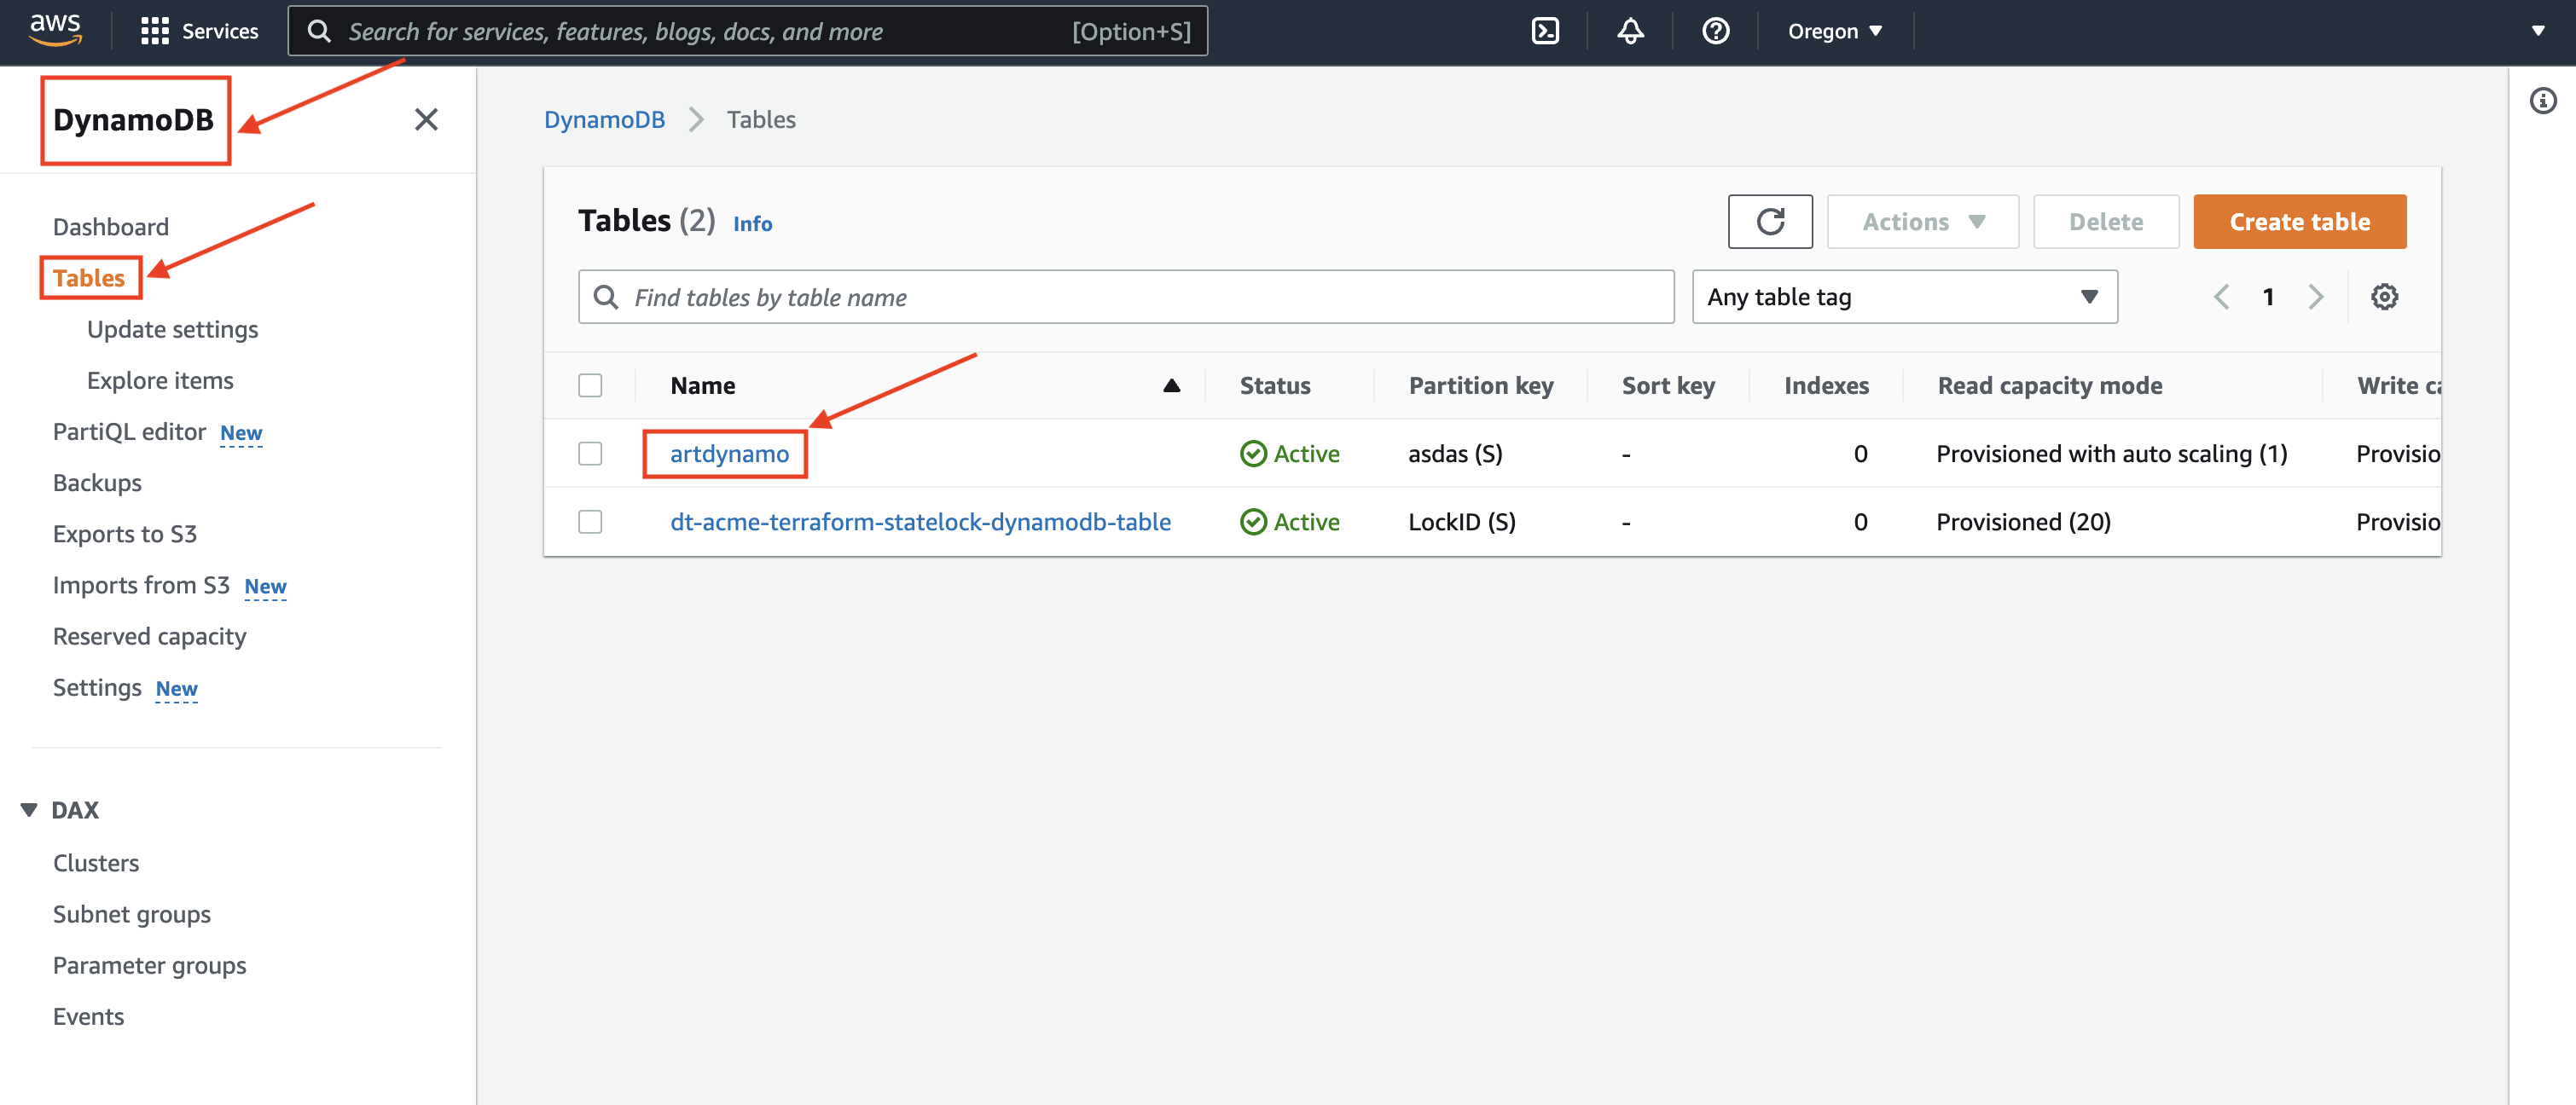 aws Services Search for services, features, blogs, docs, and more [Option+S] Oregon
DynamoDB
Dashboard
Tables
Update settings
Explore items
PartiQL editor New
Backups
Exports to S3
Imports from S3 New
Reserved capacity
Settings New
DAX
Clusters
Subnet groups
Parameter groups
Events
DynamoDB Tables
Tables (2) Info Actions Delete Create table
Find tables by table name Any table tag 1
Name Status Partition key Sort key Indexes Read capacity mode Write ca
artdynamo Active asdas (S) - 0 Provisioned with auto scaling (1) Provisio
dt-acme-terraform-statelock-dynamodb-table Active LockID (S) - 0 Provisioned (20) Provisio